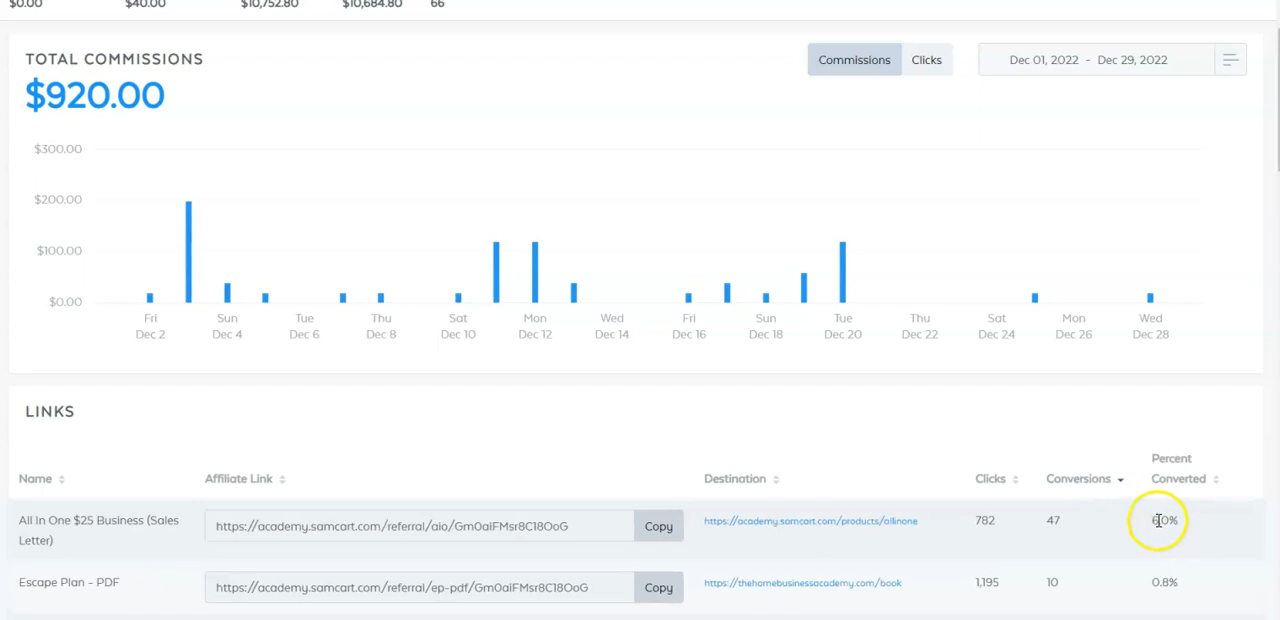 $0.00 $40.00 $10,752.80 $10,684.80 66
TOTAL COMMISSIONS
Commissions Clicks Dec 01, 2022 - Dec 29, 2022
$920.00
$300.00
$200.00
$100.00
$0.00
Fri Sun Tue Thu Sat Mon Wed Fri Sun Tue Thu Sat Mon Wed
Dec 2 Dec 4 Dec 6 Dec 8 Dec 10 Dec 12 Dec 14 Dec 16 Dec 18 Dec 20 Dec 22 Dec 24 Dec 26 Dec 28
LINKS
Name Affiliate Link Destination Clicks Conversions Percent
Converted
All In One $25 Business (Sales
Letter) https://academy.samcart.com/referral/aio/Gm0aiFMsr8C18OoG Copy https://academy.samcart.com/products/allinone 782 47 6.0%
Escape Plan - PDF https://academy.samcart.com/referral/ep-pdf/Gm0aiFMsr8C18OoG Copy https://thehomebusinessacademy.com/book 1,195 10 0.8%